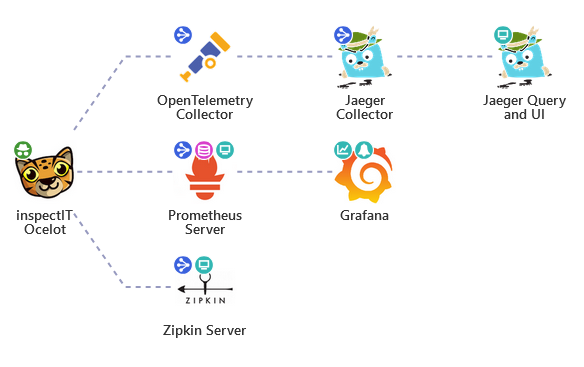 OpenTelemetry
Collector
Jaeger
Collector
Jaeger Query
and UI
inspectIT
Ocelot
Prometheus
Server
Grafana
ZIPKIN
Zipkin Server